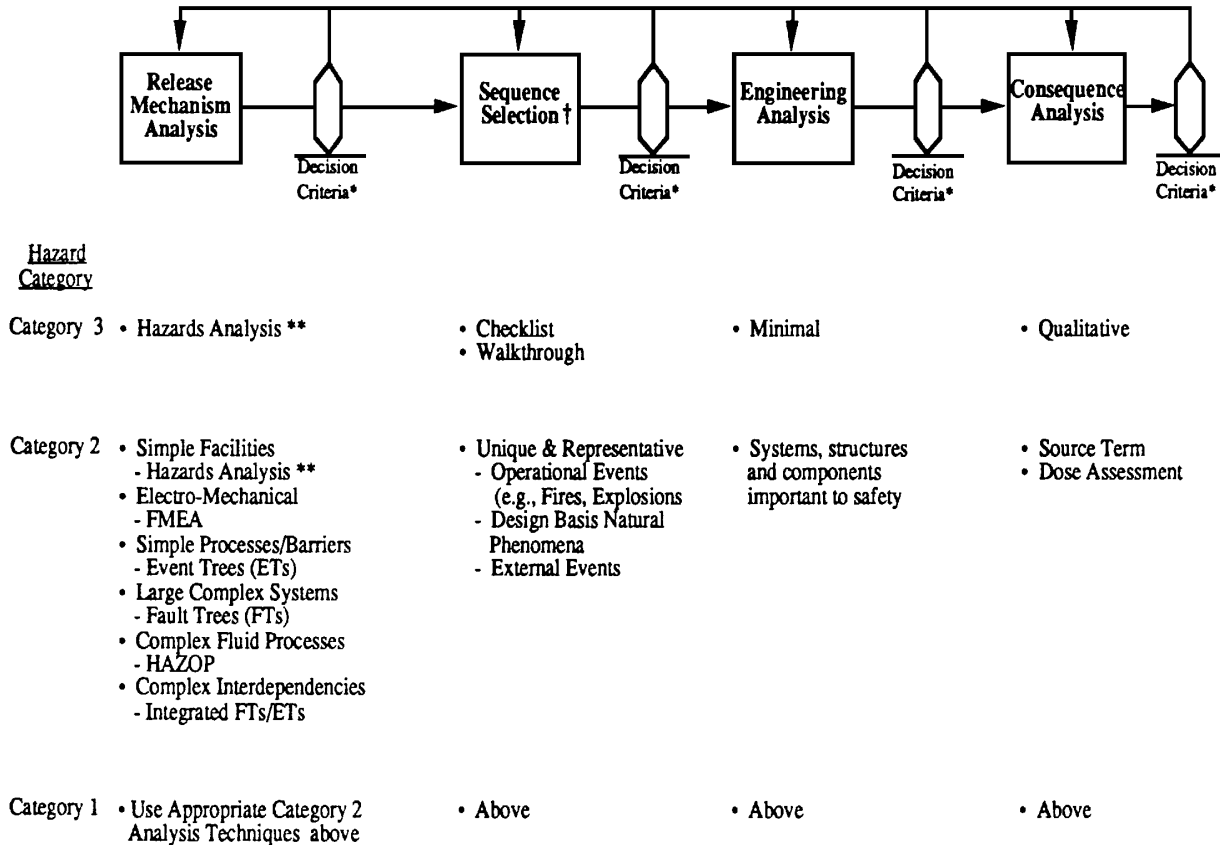 Release
Mechanism
Analysis
Sequence
Selection †
Engineering
Analysis
Consequence
Analysis
Decision
Criteria*
Decision
Criteria*
Decision
Criteria*
Decision
Criteria*
Hazard
Category
Category 3
• Hazards Analysis **
• Checklist
• Walkthrough
• Minimal
• Qualitative
Category 2
• Simple Facilities
- Hazards Analysis **
• Electro-Mechanical
- FMEA
• Simple Processes/Barriers
- Event Trees (ETs)
• Large Complex Systems
- Fault Trees (FTs)
• Complex Fluid Processes
- HAZOP
• Complex Interdependencies
- Integrated FTs/ETs
• Unique & Representative
- Operational Events
(e.g., Fires, Explosions
- Design Basis Natural
Phenomena
- External Events
• Systems, structures
and components
important to safety
• Source Term
• Dose Assessment
Category 1
• Use Appropriate Category 2
Analysis Techniques above
• Above
• Above
• Above